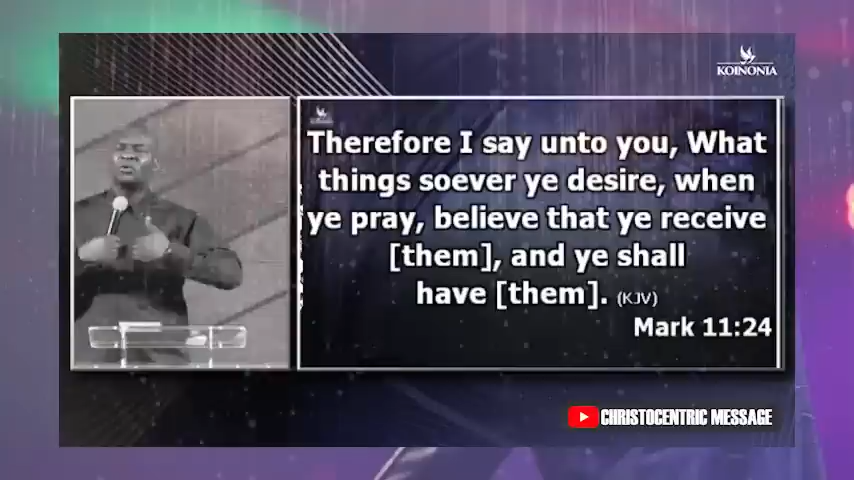 KOINONIA
Therefore I say unto you, What
things soever ye desire, when
ye pray, believe that ye receive
[them], and ye shall
have [them]. (KJV)
Mark 11:24
CHRISTOCENTRIC MESSAGE